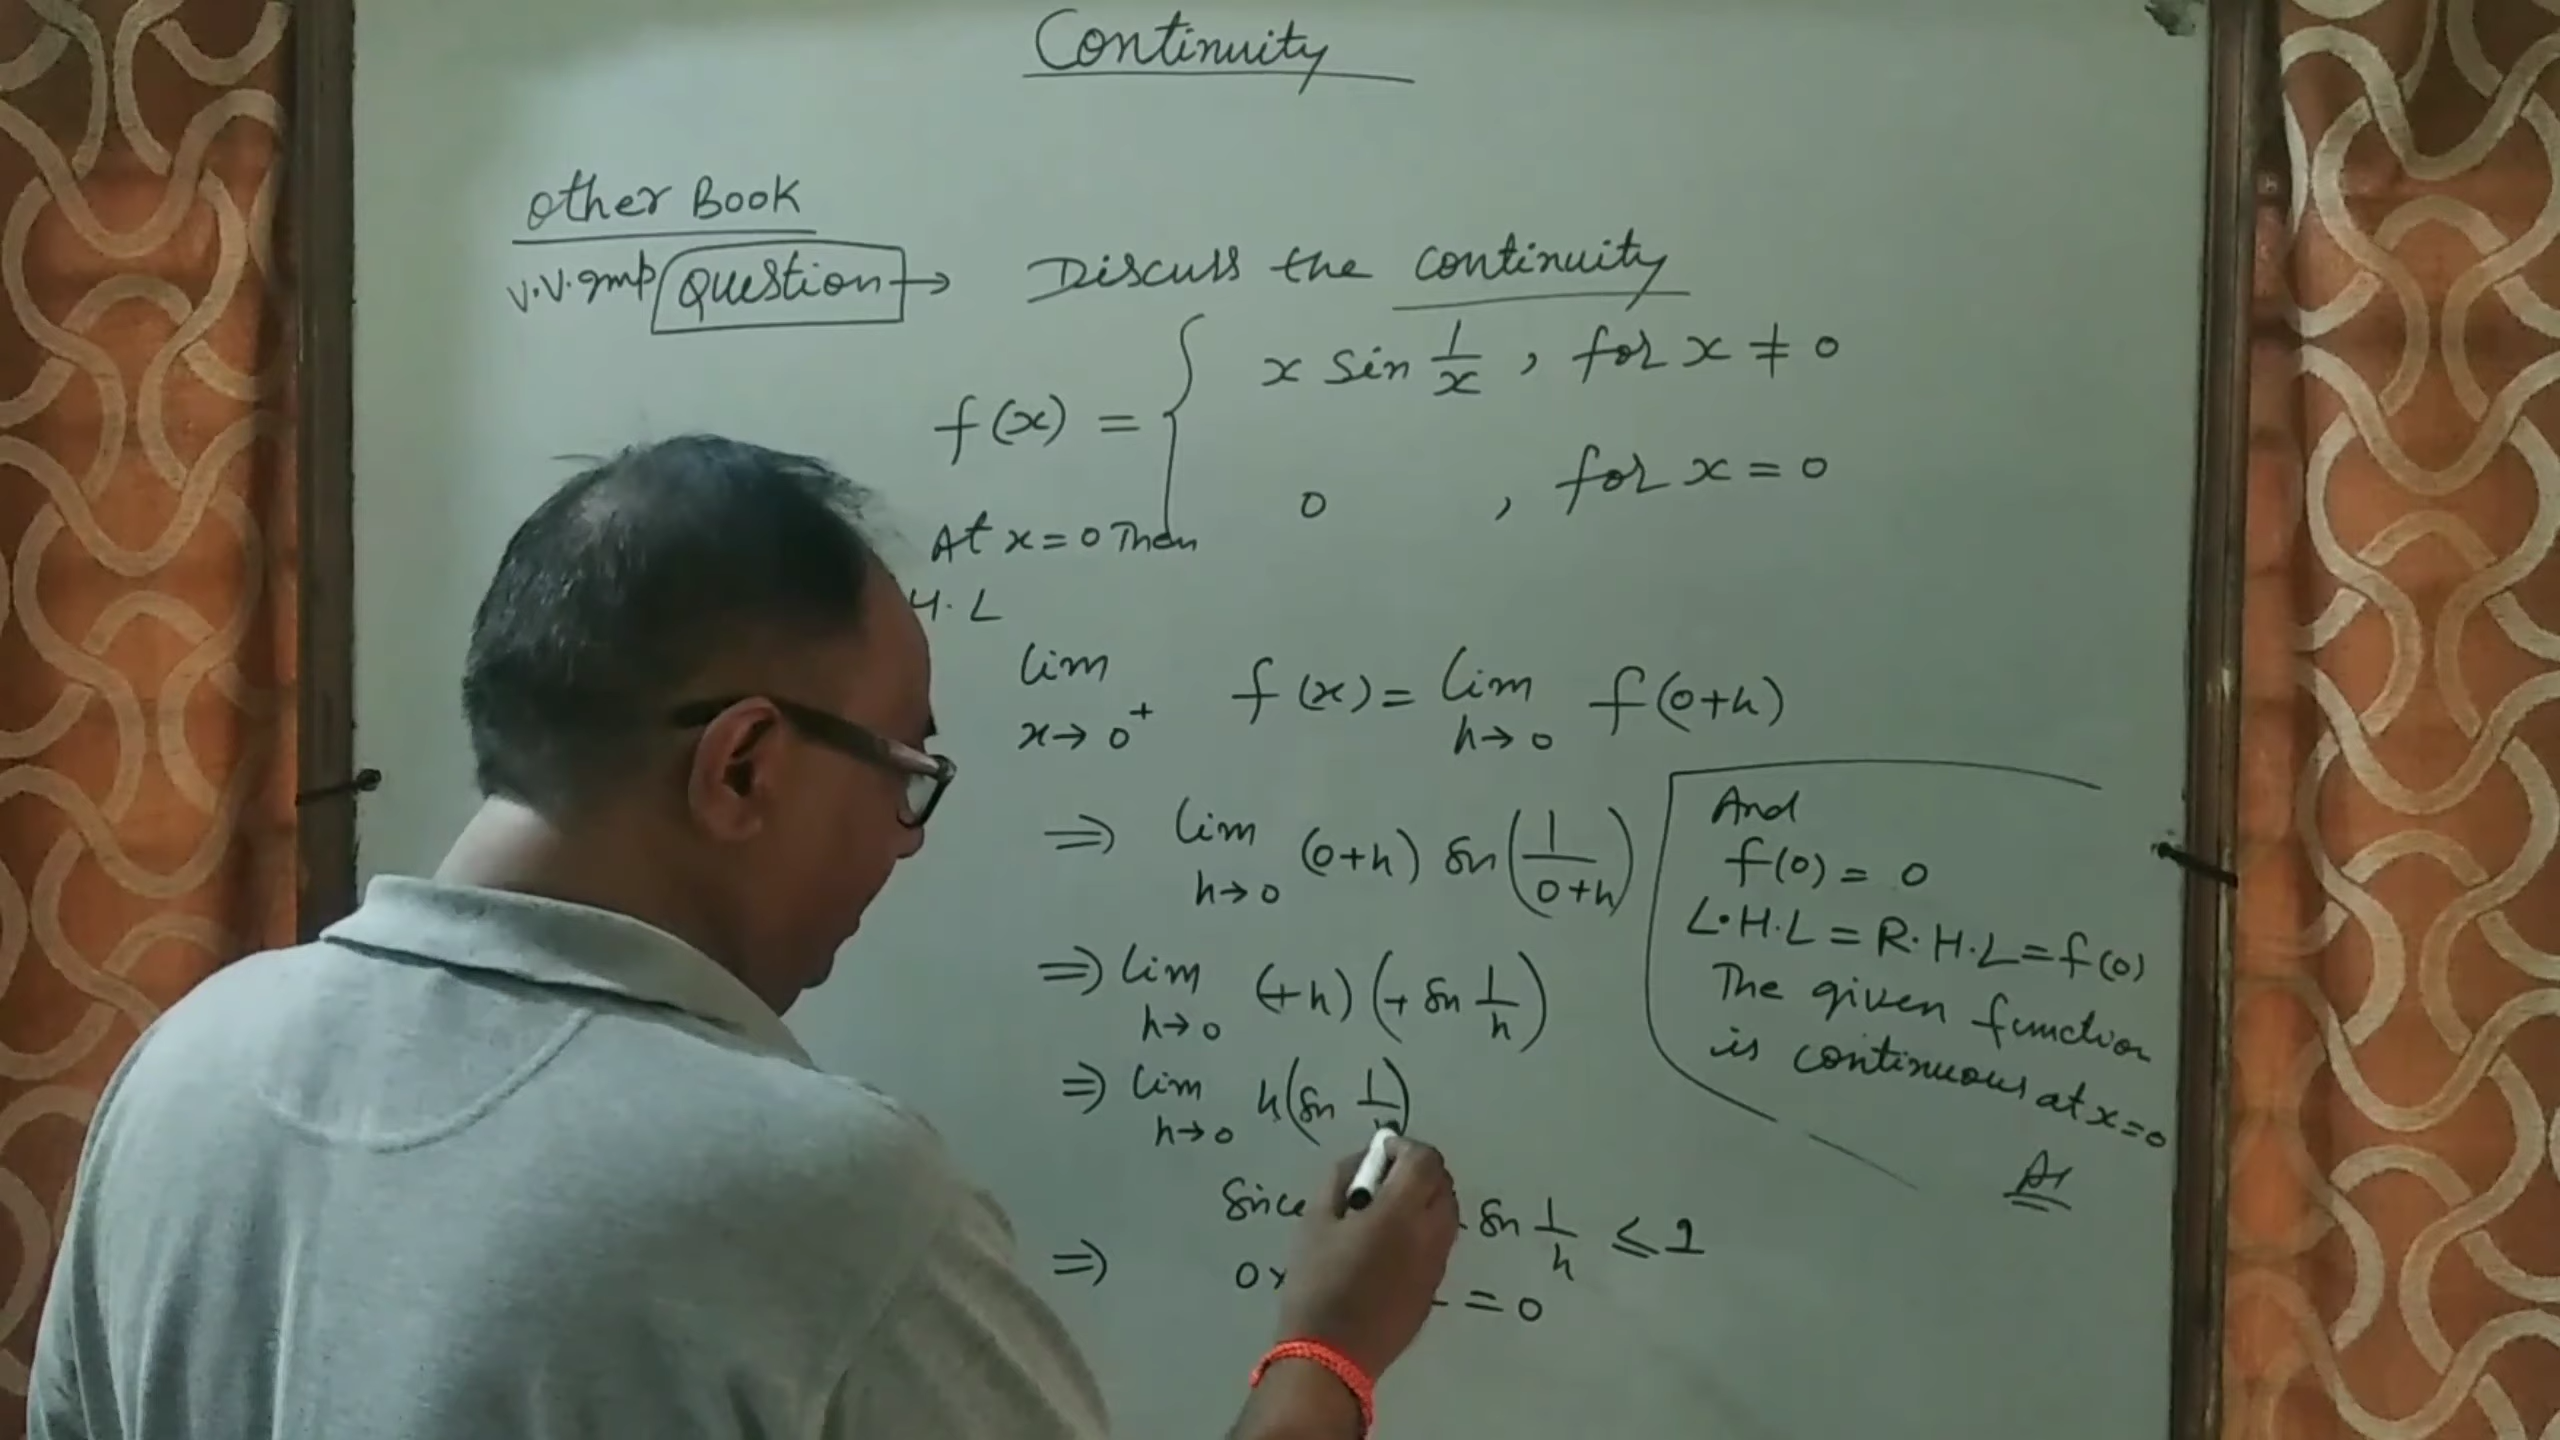 Continuity
Other Book
V.V.Imp Question → Discuss the continuity
f(x) = { x sin 1/x , for x ≠ 0
0 , for x = 0
At x = 0 Then
H. L
lim x→0⁺ f(x) = lim h→0 f(0+h)
⇒ lim h→0 (0+h) sin (1/(0+h))
⇒ lim h→0 (+h) (+ sin 1/h)
⇒ lim h→0 h (sin 1/h)
Since sin 1/h ≤ 1
⇒ 0× = 0
And
f(0) = 0
L.H.L = R.H.L = f(0)
The given function
is continuous at x=0